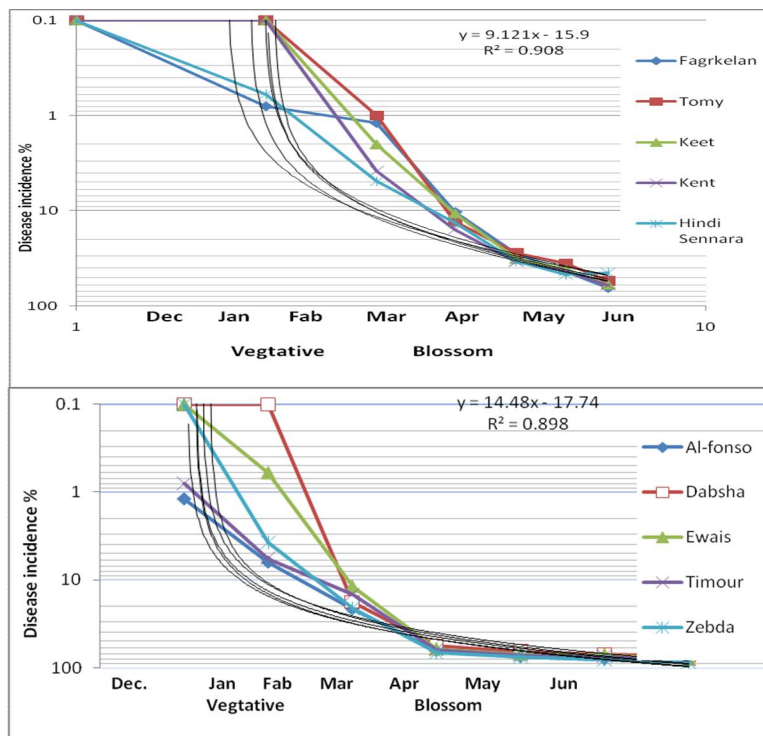 0.1
1
10
100
Disease incidence %
y = 9.121x - 15.9
R² = 0.908
Fagrkelan
Tomy
Keet
Kent
Hindi
Sennara
Dec Jan Fab Mar Apr May Jun
1 10
Vegtative Blossom
0.1
1
10
100
Disease incidence %
y = 14.48x - 17.74
R² = 0.898
Al-fonso
Dabsha
Ewais
Timour
Zebda
Dec. Jan Fab Mar Apr May Jun
Vegtative Blossom